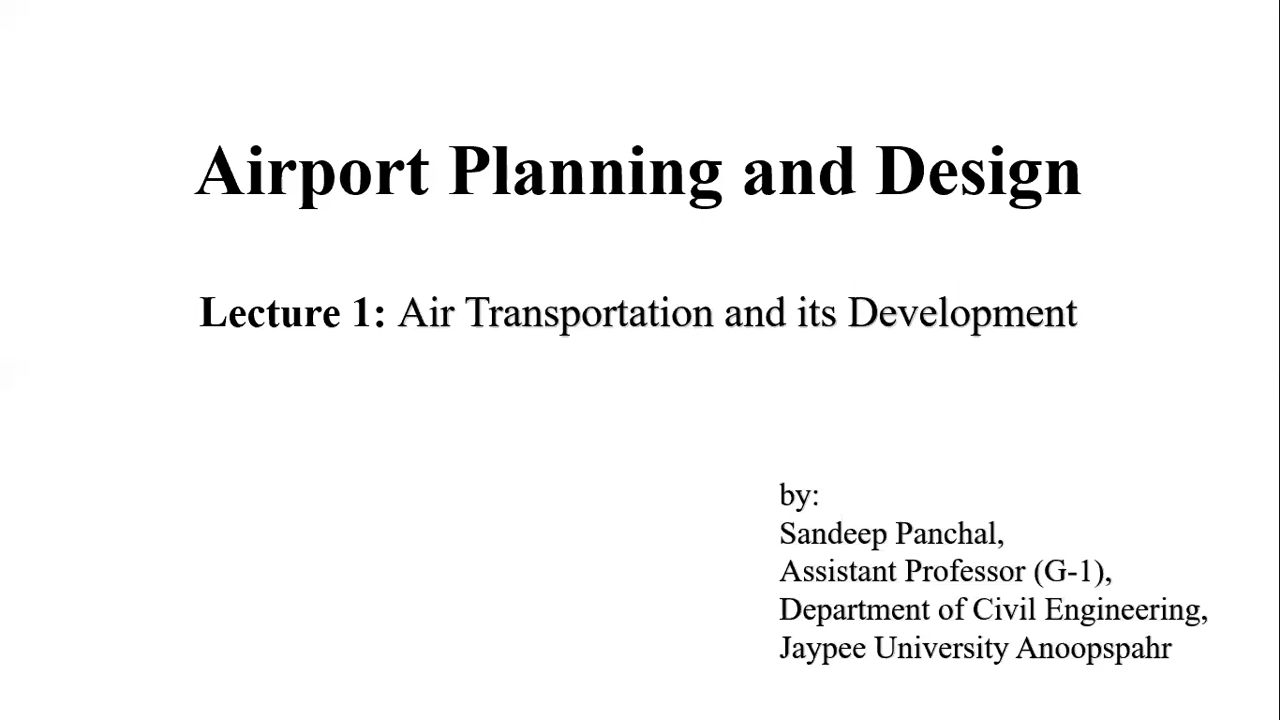 Airport Planning and Design
Lecture 1: Air Transportation and its Development
by:
Sandeep Panchal,
Assistant Professor (G-1),
Department of Civil Engineering,
Jaypee University Anoopspahr